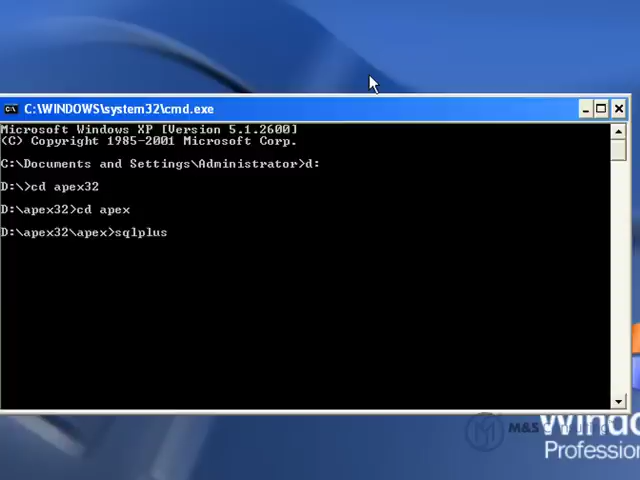 C:\WINDOWS\system32\cmd.exe
Microsoft Windows XP [Version 5.1.2600]
(C) Copyright 1985-2001 Microsoft Corp.
C:\Documents and Settings\Administrator>d:
D:\>cd apex32
D:\apex32>cd apex
D:\apex32\apex>sqlplus
M&S
Professional